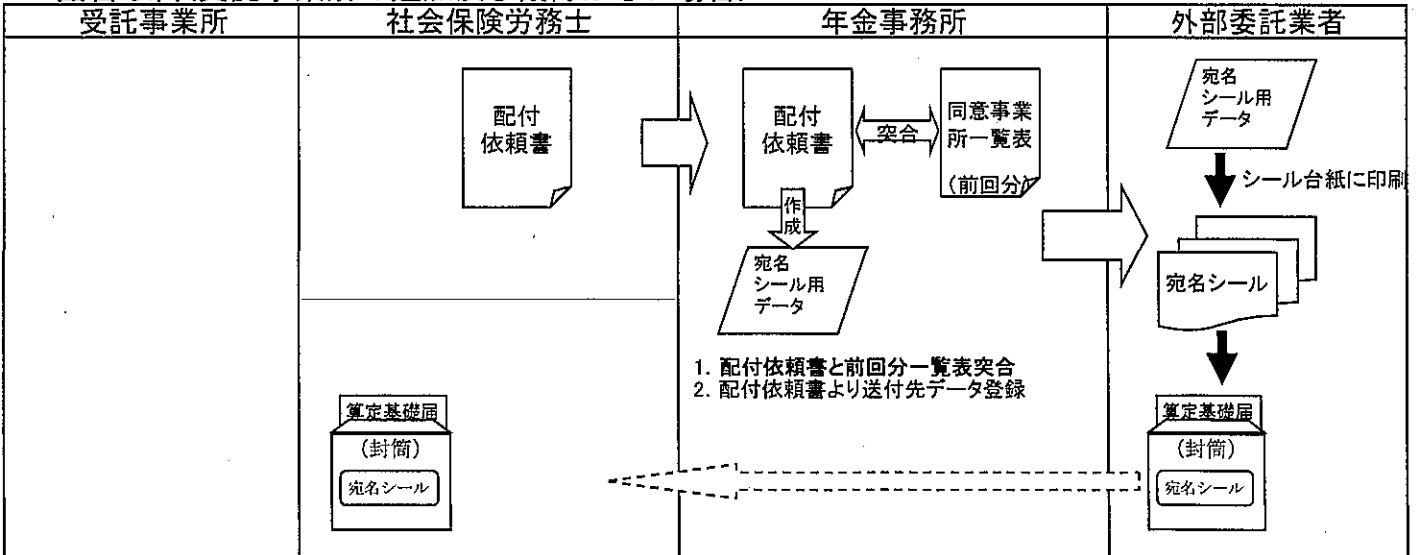 受託事業所
社会保険労務士
年金事務所
外部委託業者
配付
依頼書
配付
依頼書
突合
同意事業
所一覧表
(前回分)
作
成
宛名
シール用
データ
1. 配付依頼書と前回分一覧表突合
2. 配付依頼書より送付先データ登録
宛名
シール用
データ
シール台紙に印刷
宛名シール
算定基礎届
(封筒)
宛名シール
算定基礎届
(封筒)
宛名シール